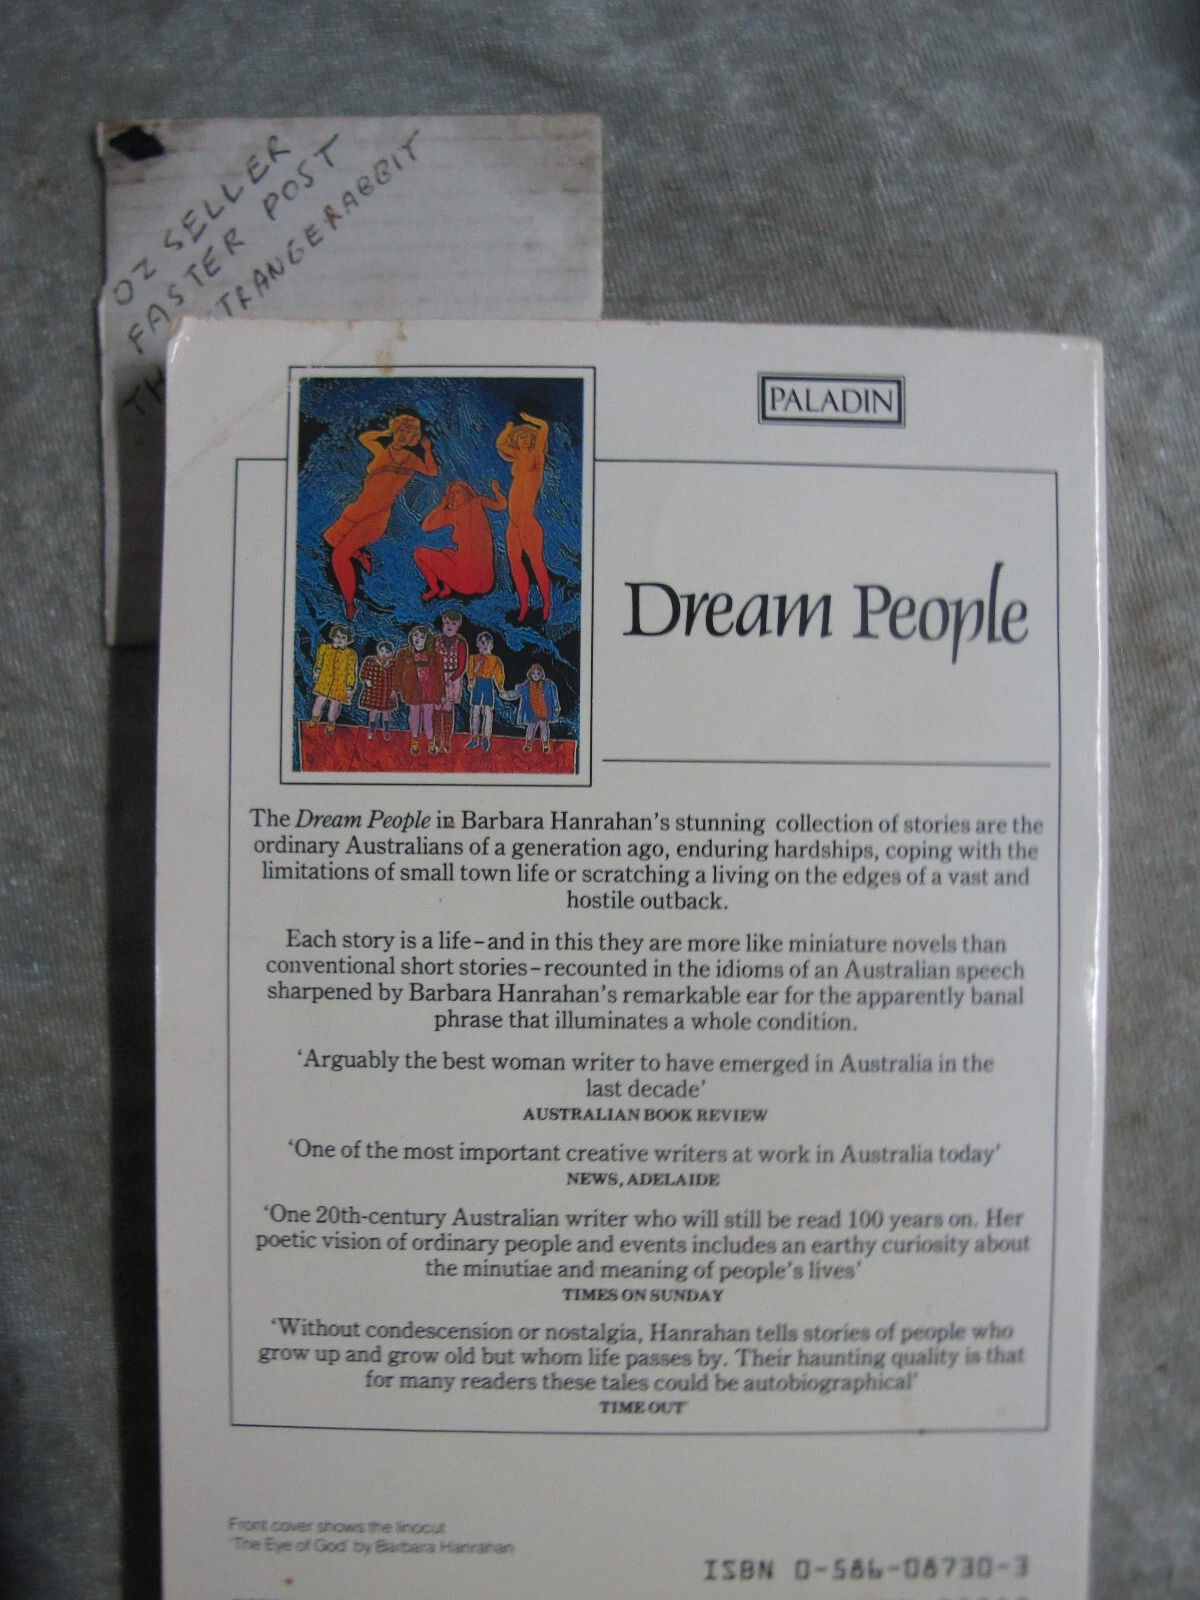 OZ SELLER
FASTER POST
TRANGERABBIT
PALADIN
Dream People
The Dream People in Barbara Hanrahan's stunning collection of stories are the
ordinary Australians of a generation ago, enduring hardships, coping with the
limitations of small town life or scratching a living on the edges of a vast and
hostile outback.
Each story is a life–and in this they are more like miniature novels than
conventional short stories–recounted in the idioms of an Australian speech
sharpened by Barbara Hanrahan's remarkable ear for the apparently banal
phrase that illuminates a whole condition.
'Arguably the best woman writer to have emerged in Australia in the
last decade'
AUSTRALIAN BOOK REVIEW
'One of the most important creative writers at work in Australia today'
NEWS, ADELAIDE
'One 20th-century Australian writer who will still be read 100 years on. Her
poetic vision of ordinary people and events includes an earthy curiosity about
the minutiae and meaning of people's lives'
TIMES ON SUNDAY
'Without condescension or nostalgia, Hanrahan tells stories of people who
grow up and grow old but whom life passes by. Their haunting quality is that
for many readers these tales could be autobiographical'
TIME OUT
Front cover shows the linocut
'The Eye of God' by Barbara Hanrahan
ISBN 0-586-08730-3